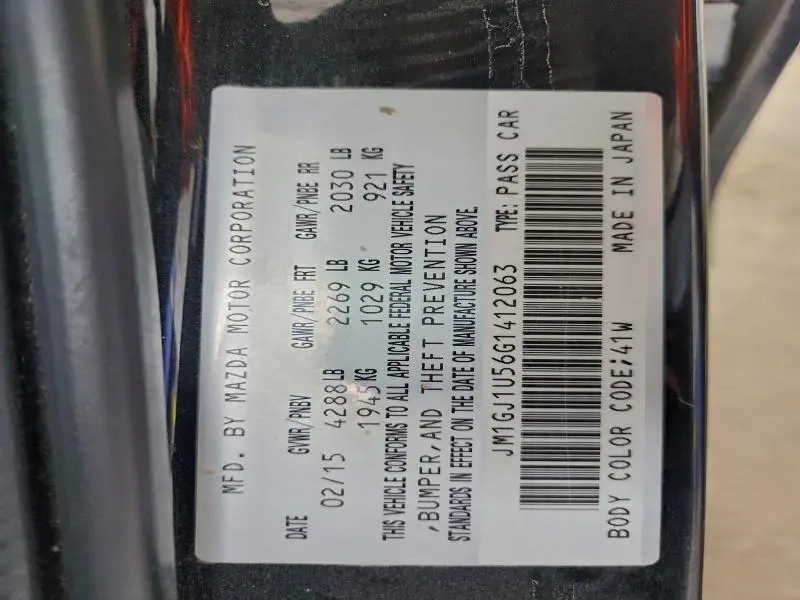 MFD. BY MAZDA MOTOR CORPORATION
DATE GVWR/PNBV GAWR/PNBE FRT GAWR/PNBE RR
02/15 4288 LB 2269 LB 2030 LB
1945 KG 1029 KG 921 KG
THIS VEHICLE CONFORMS TO ALL APPLICABLE FEDERAL MOTOR VEHICLE SAFETY
,BUMPER,AND THEFT PREVENTION
STANDARDS IN EFFECT ON THE DATE OF MANUFACTURE SHOWN ABOVE.
JM1GJ1U56G1412063 TYPE: PASS CAR
BODY COLOR CODE;41W MADE IN JAPAN